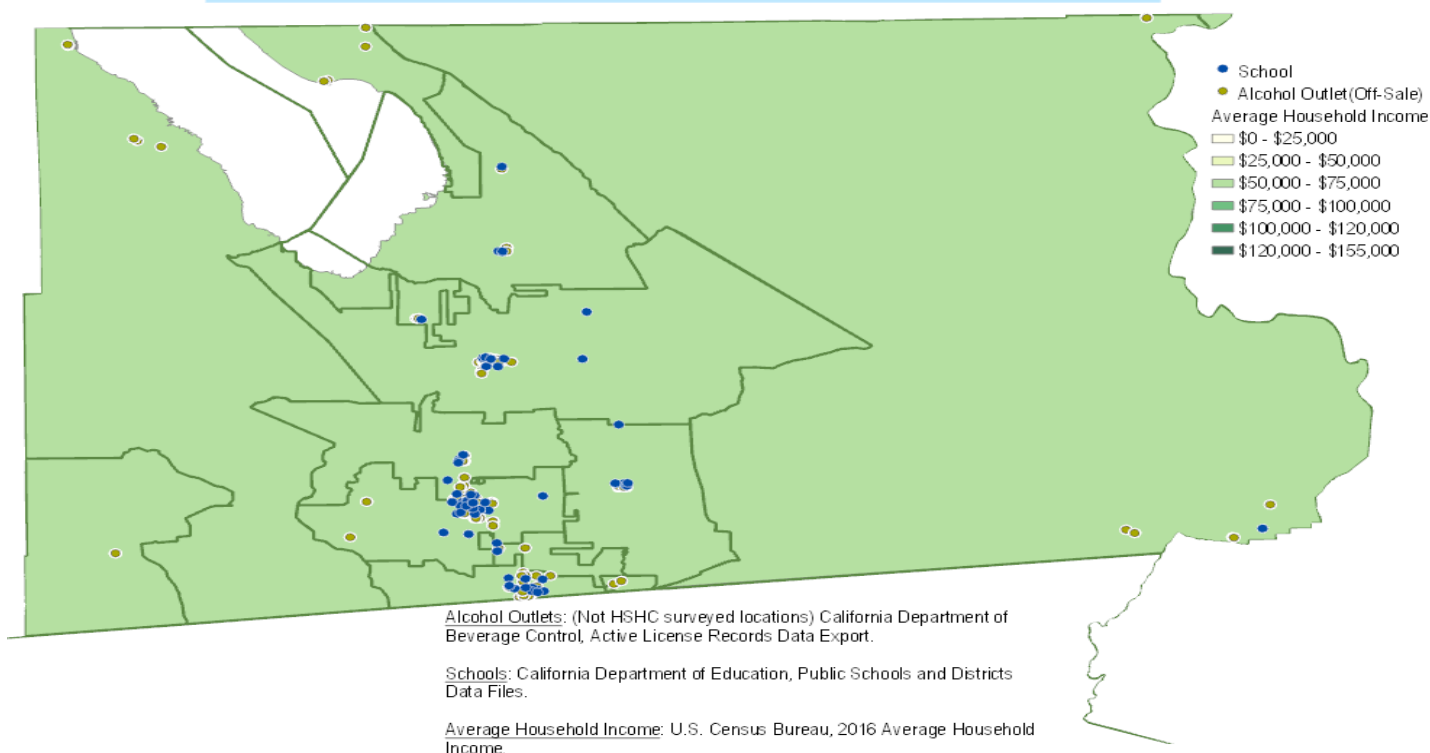 School
Alcohol Outlet(Off-Sale)
Average Household Income
$0 - $25,000
$25,000 - $50,000
$50,000 - $75,000
$75,000 - $100,000
$100,000 - $120,000
$120,000 - $155,000
Alcohol Outlets: (Not HSHC surveyed locations) California Department of
Beverage Control, Active License Records Data Export.
Schools: California Department of Education, Public Schools and Districts
Data Files.
Average Household Income: U.S. Census Bureau, 2016 Average Household
Income.